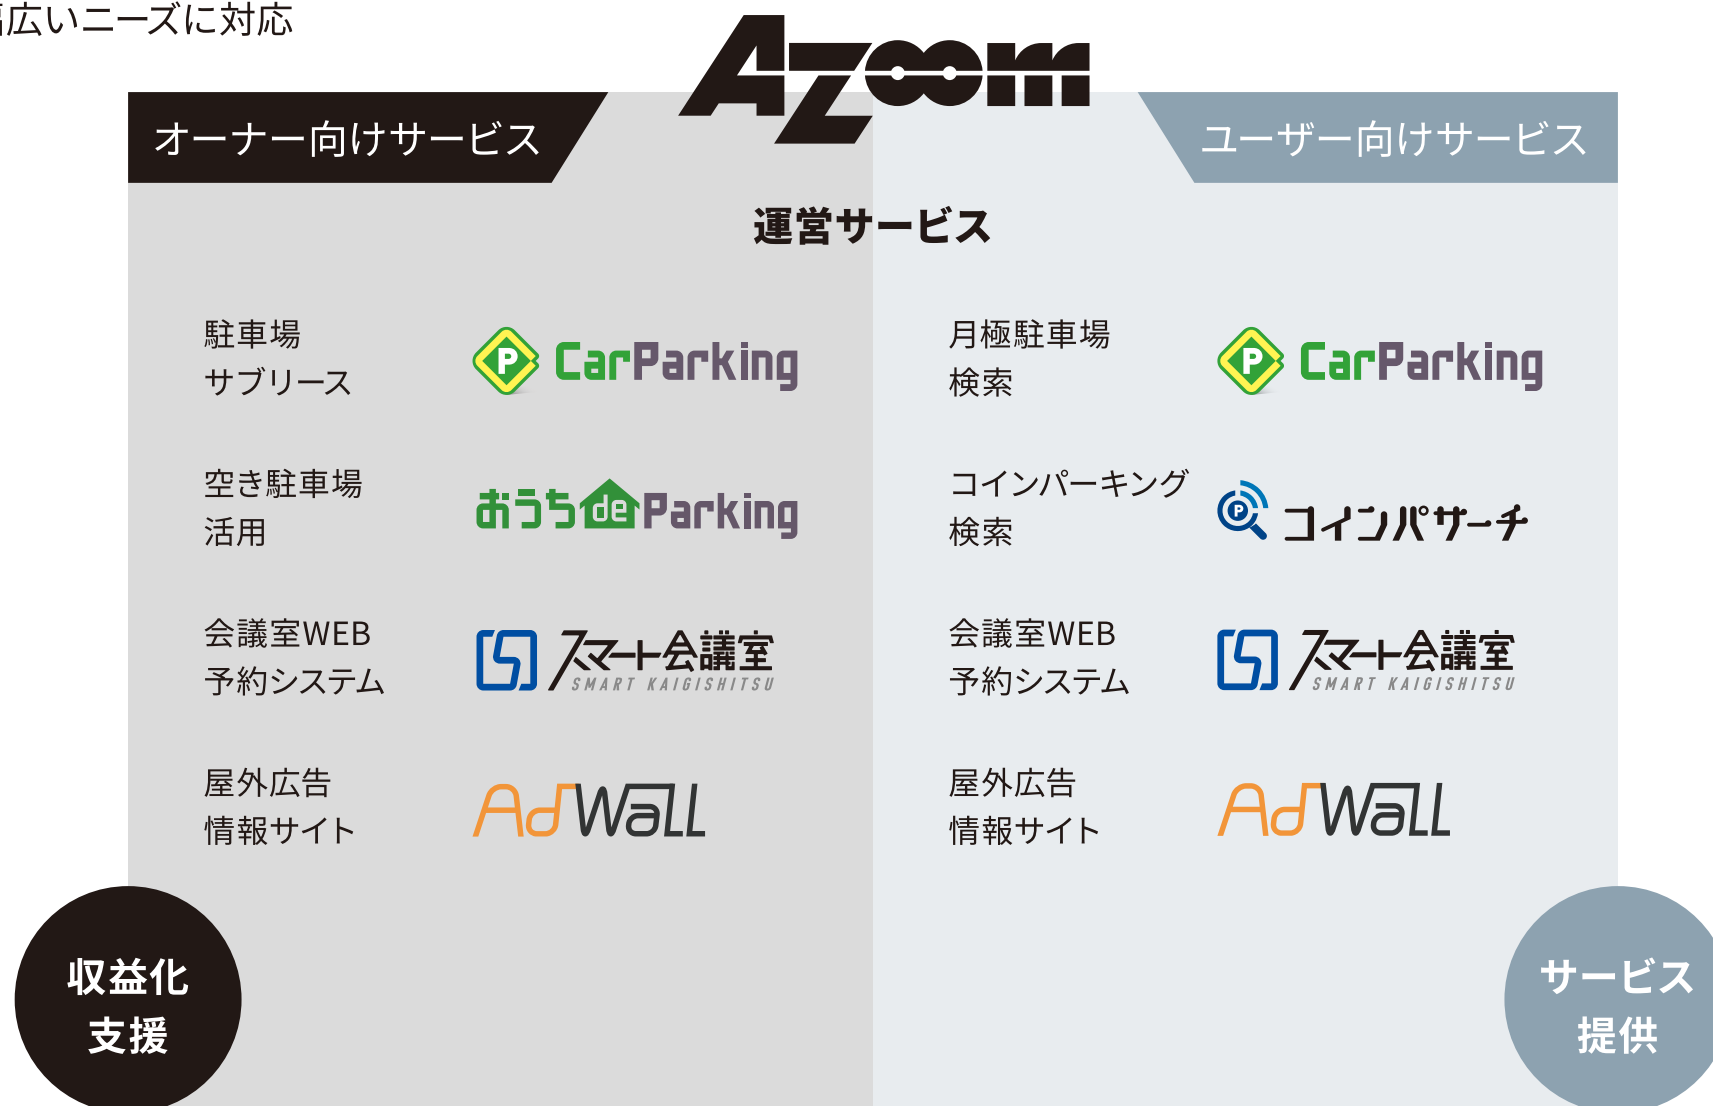 広いニーズに対応
Azoom
オーナー向けサービス
ユーザー向けサービス
運営サービス
駐車場
サブリース
P CarParking
空き駐車場
活用
おうちdeParking
会議室WEB
予約システム
スマート会議室
SMART KAIGISHITSU
屋外広告
情報サイト
AdWall
月極駐車場
検索
P CarParking
コインパーキング
検索
P コインパサーチ
会議室WEB
予約システム
スマート会議室
SMART KAIGISHITSU
屋外広告
情報サイト
AdWall
収益化
支援
サービス
提供